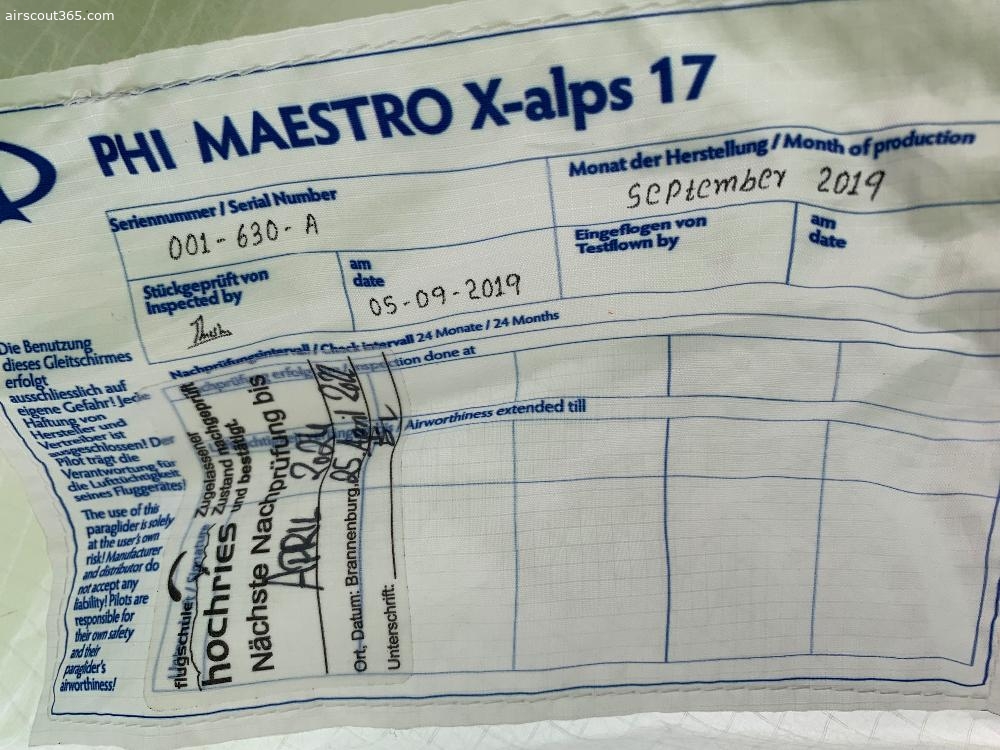 airscout365.com
PHI MAESTRO X-alps 17
Seriennummer / Serial Number
001-630-A
Monat der Herstellung / Month of production
September 2019
Stückgeprüft von
Inspected by
am
date
05-09-2019
Eingeflogen von
Testflown by
am
date
Nachprüfungsintervall / Check intervall 24 Monate / 24 Months
Nachprüfung erfolgt / Inspection done at
/ Airworthiness extended till
/ Signature
Die Benutzung
dieses Gleitschirmes
erfolgt
ausschliesslich auf
eigene Gefahr! Jede
Haftung von
Hersteller und
Vertreiber ist
ausgeschlossen! Der
Pilot trägt die
Verantwortung für
die Lufttüchtigkeit
seines Fluggerätes!
The use of this
paraglider is solely
at the user's own
risk! Manufacturer
and distributor do
not accept any
liability! Pilots are
responsible for
their own safety
and their
paraglider's
airworthiness!
flugschule
hochries
Zugelassener
Zustand nachgeprüft
und bestätigt
Nächste Nachprüfung bis
APRIL 2024
Ort, Datum: Brannenburg, 05. April
Unterschrift: